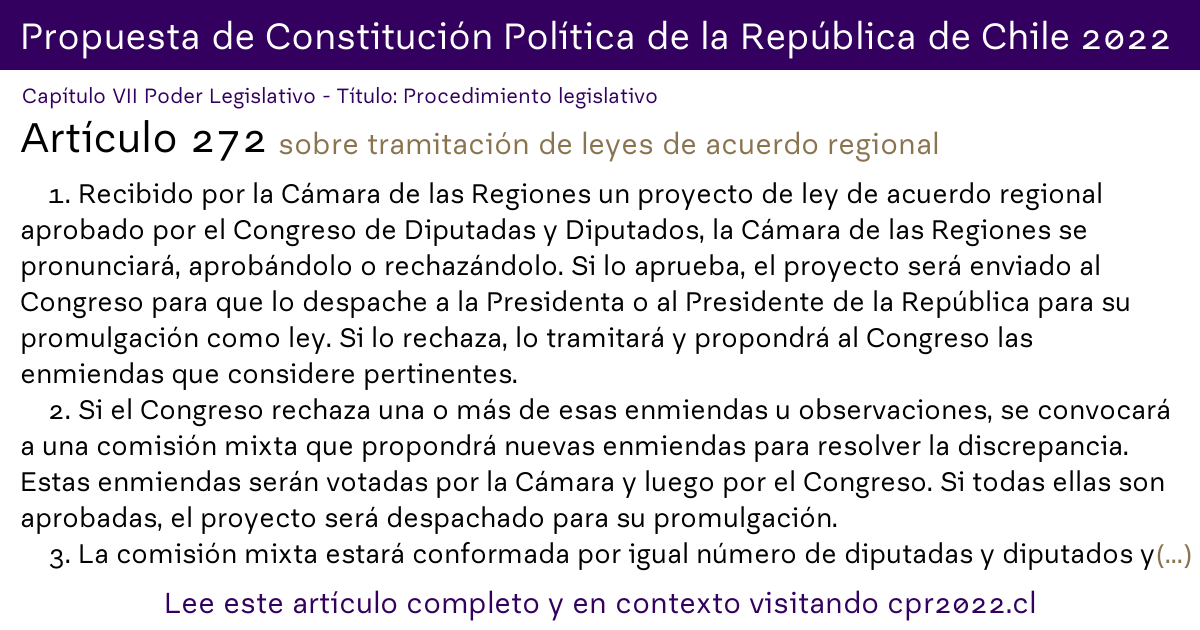 Propuesta de Constitución Política de la República de Chile 2022
Capítulo VII Poder Legislativo - Título: Procedimiento legislativo
Artículo 272 sobre tramitación de leyes de acuerdo regional
1. Recibido por la Cámara de las Regiones un proyecto de ley de acuerdo regional
aprobado por el Congreso de Diputadas y Diputados, la Cámara de las Regiones se
pronunciará, aprobándolo o rechazándolo. Si lo aprueba, el proyecto será enviado al
Congreso para que lo despache a la Presidenta o al Presidente de la República para su
promulgación como ley. Si lo rechaza, lo tramitará y propondrá al Congreso las
enmiendas que considere pertinentes.
2. Si el Congreso rechaza una o más de esas enmiendas u observaciones, se convocará
a una comisión mixta que propondrá nuevas enmiendas para resolver la discrepancia.
Estas enmiendas serán votadas por la Cámara y luego por el Congreso. Si todas ellas son
aprobadas, el proyecto será despachado para su promulgación.
3. La comisión mixta estará conformada por igual número de diputadas y diputados y(...)
Lee este artículo completo y en contexto visitando cpr2022.cl